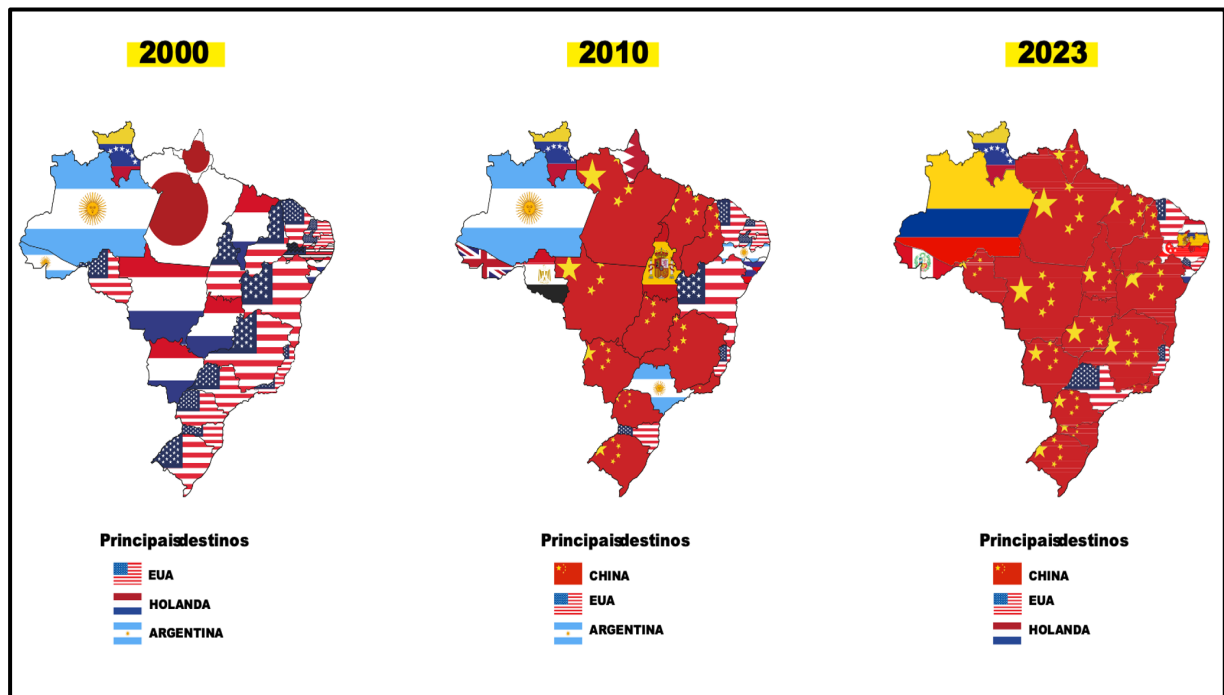 2000
2010
2023
Principaisdestinos
EUA
HOLANDA
ARGENTINA
Principaisdestinos
CHINA
EUA
ARGENTINA
Principaisdestinos
CHINA
EUA
HOLANDA